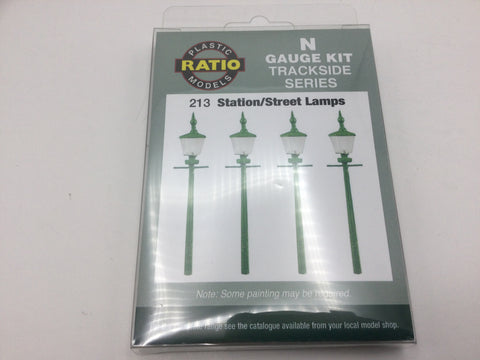 PLASTIC
RATIO
MODELS
N
GAUGE KIT
TRACKSIDE
SERIES
213 Station/Street Lamps
Note: Some painting may be required.
range see the catalogue available from your local model shop.